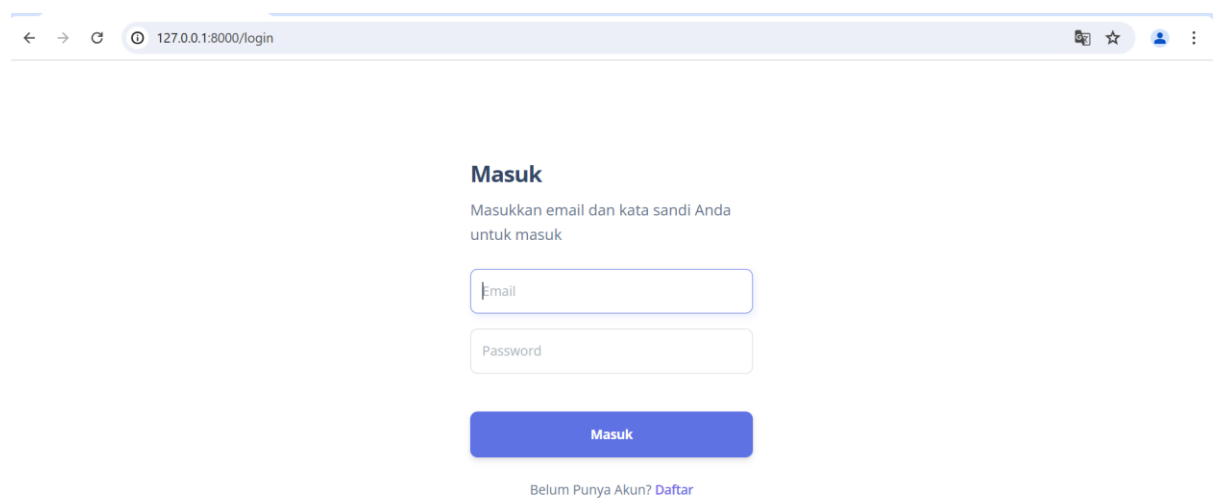 127.0.0.1:8000/login
Masuk
Masukkan email dan kata sandi Anda
untuk masuk
Email
Password
Masuk
Belum Punya Akun? Daftar